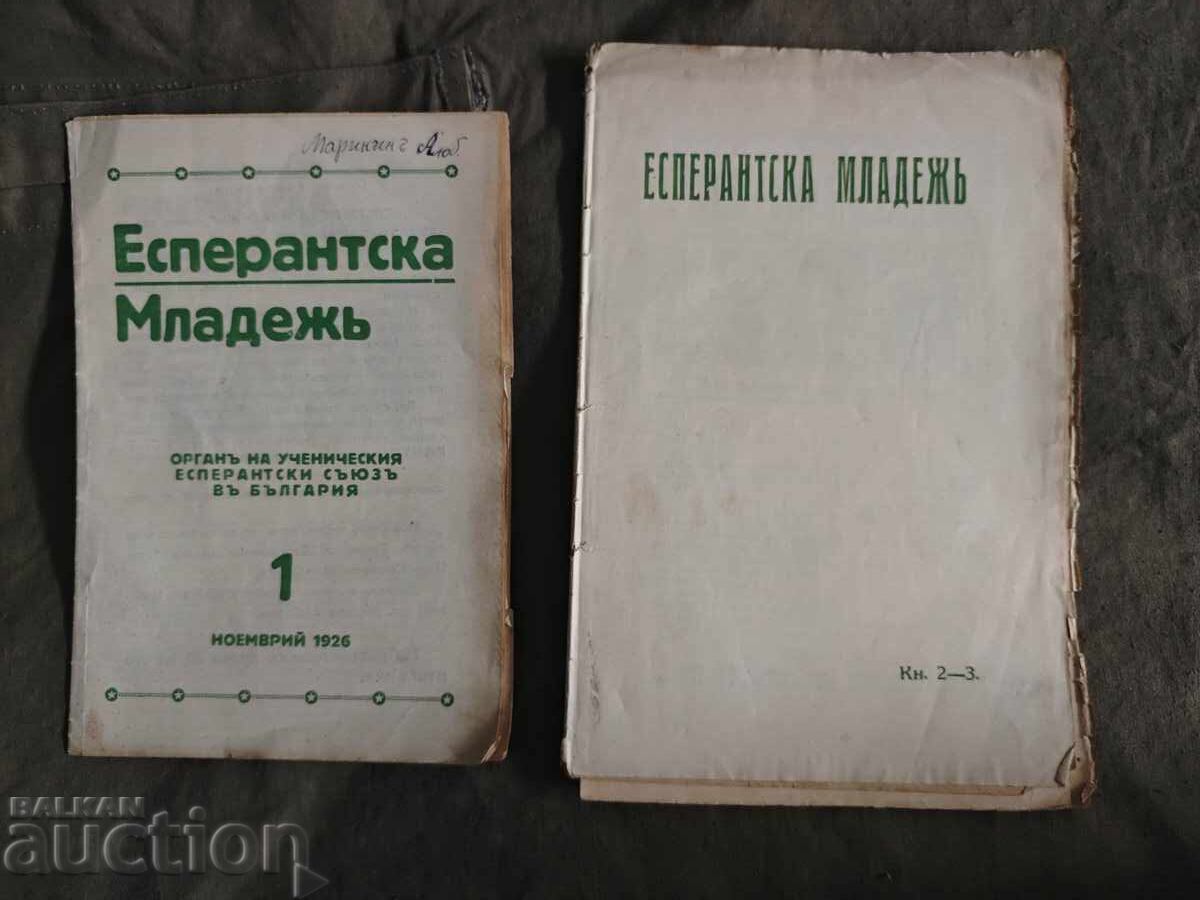 Есперантска
Младежь
ОРГАНЪ НА УЧЕНИЧЕСКИЯ
ЕСПЕРАНТСКИ СЪЮЗЪ
ВЪ БЪЛГАРИЯ
1
НОЕМВРИЙ 1926
ЕСПЕРАНТСКА МЛАДЕЖЬ
Кн. 2—3.
BALKAN
auction